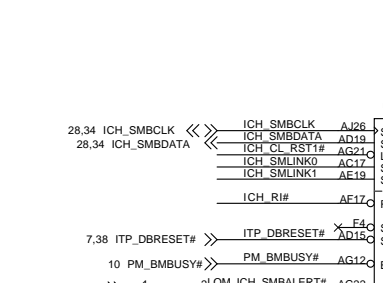 28,34 ICH_SMBCLK ICH_SMBCLK AJ26
28,34 ICH_SMBDATA ICH_SMBDATA AD19
ICH_CL_RST1# AG21
ICH_SMLINK0 AC17
ICH_SMLINK1 AE19
ICH_RI# AF17
F4
7,38 ITP_DBRESET# ITP_DBRESET# AD15
10 PM_BMBUSY# PM_BMBUSY# AG12
LOM_ICH_SMBALERT#